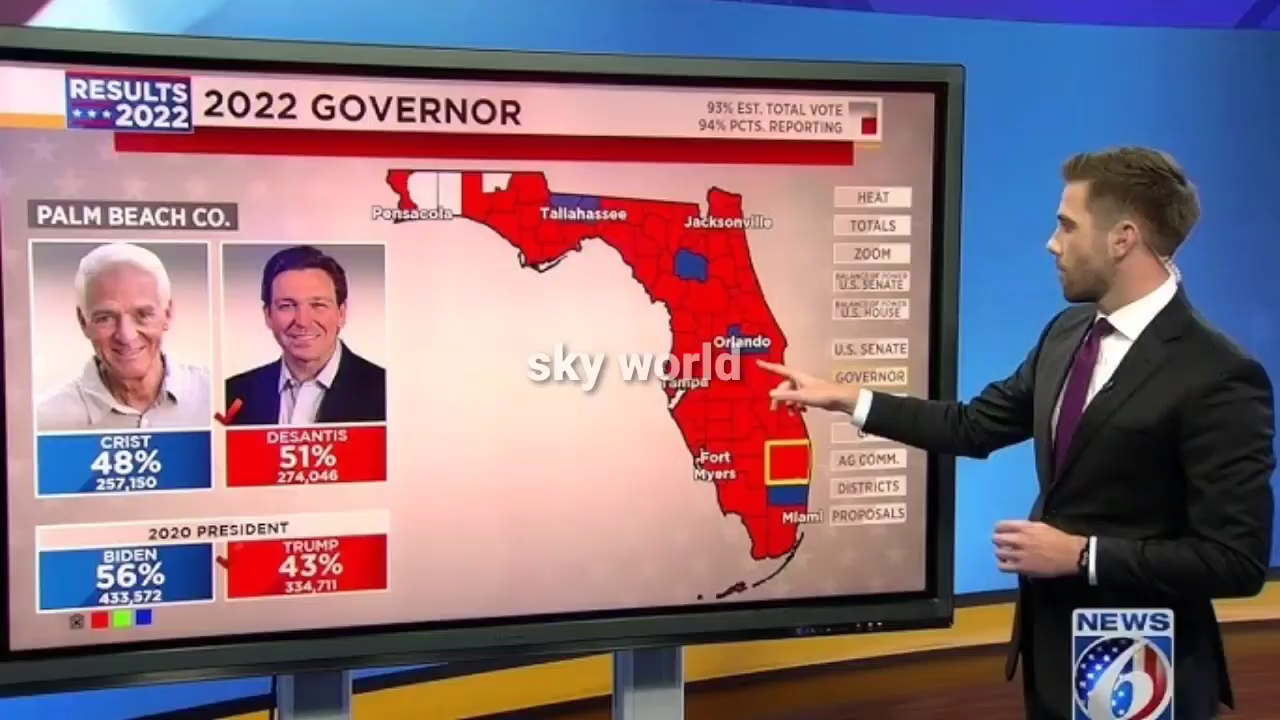 RESULTS
2022
2022 GOVERNOR
93% EST. TOTAL VOTE
94% PCTS. REPORTING
PALM BEACH CO.
CRIST
48%
257,150
DESANTIS
51%
274,046
2020 PRESIDENT
BIDEN
56%
433,572
TRUMP
43%
334,711
Pensacola
Tallahassee
Jacksonville
Orlando
sky world
Tampa
Fort
Myers
Miami
HEAT
TOTALS
ZOOM
BALANCE OF POWER
U.S. SENATE
BALANCE OF POWER
U.S. HOUSE
U.S. SENATE
GOVERNOR
AG COMM.
DISTRICTS
PROPOSALS
NEWS
6